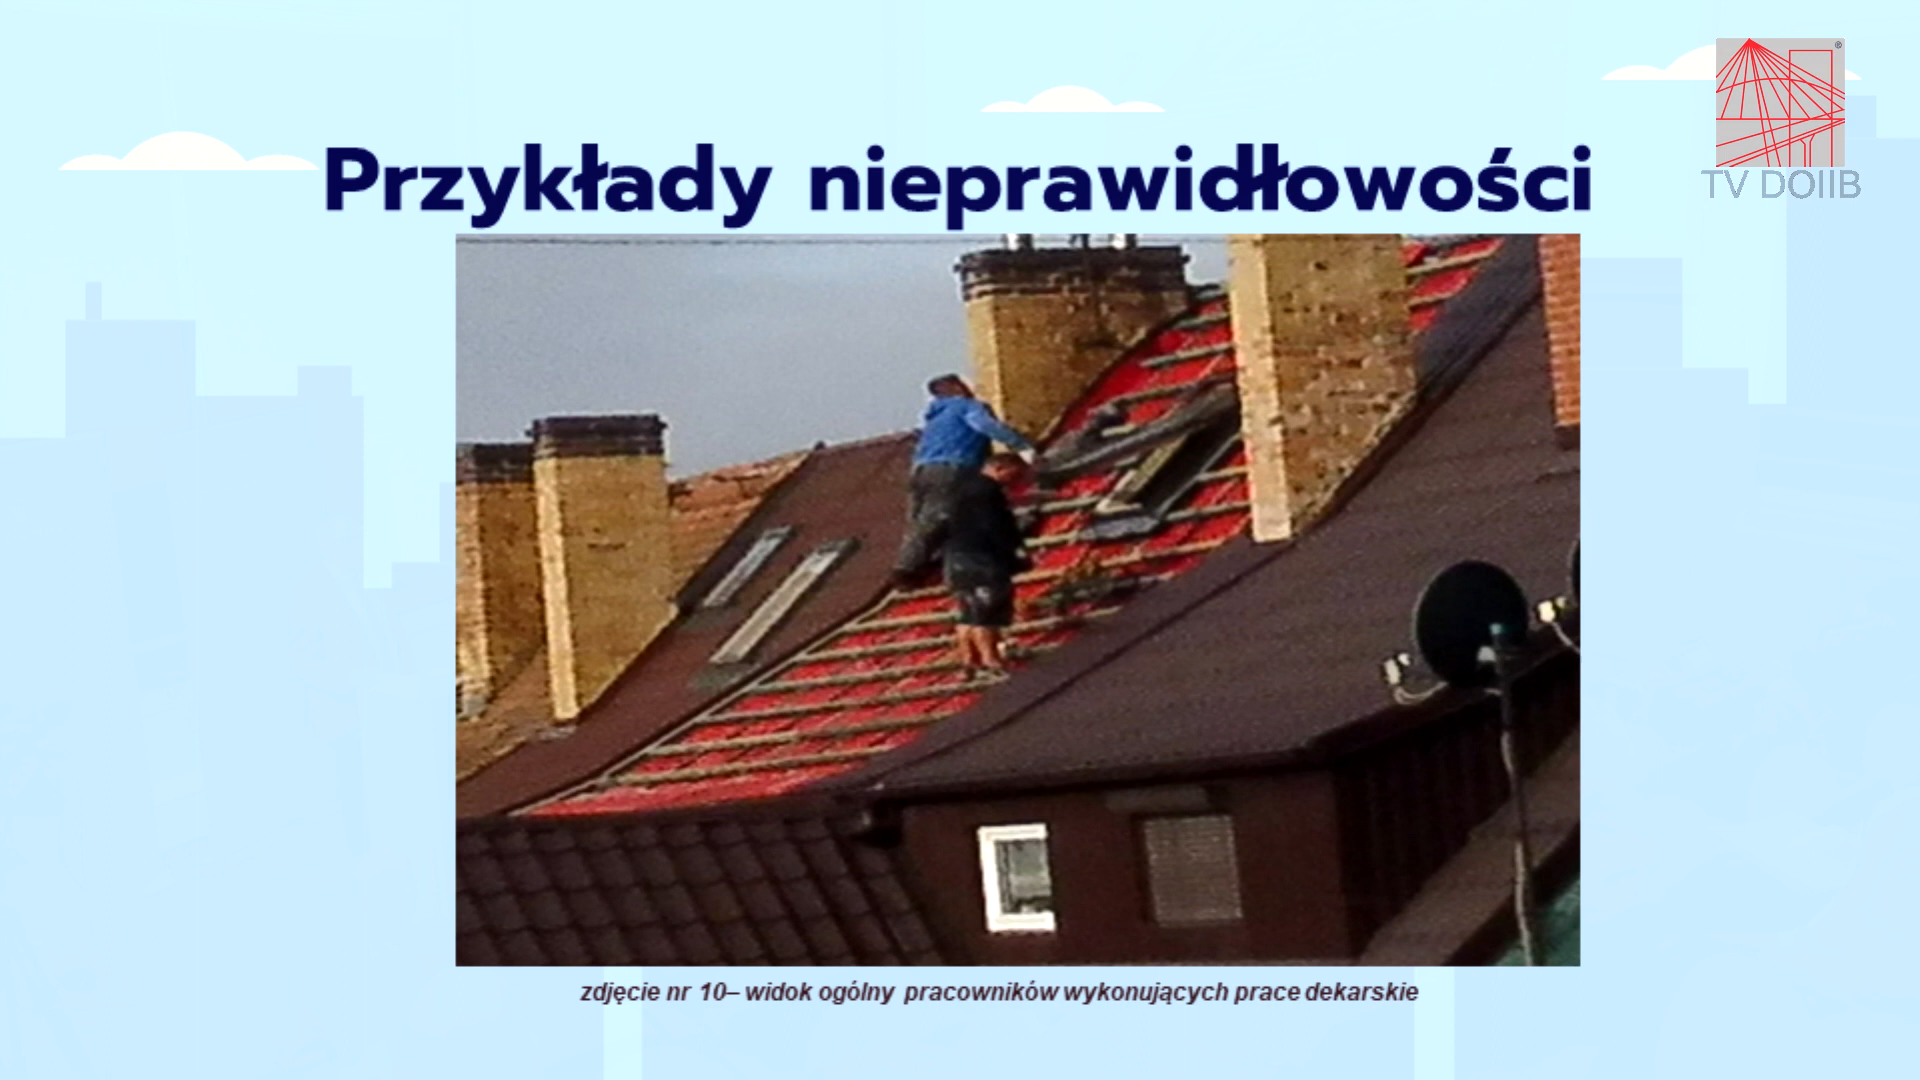 ®
TV DOIIB
Przykłady nieprawidłowości
zdjęcie nr 10– widok ogólny pracowników wykonujących prace dekarskie